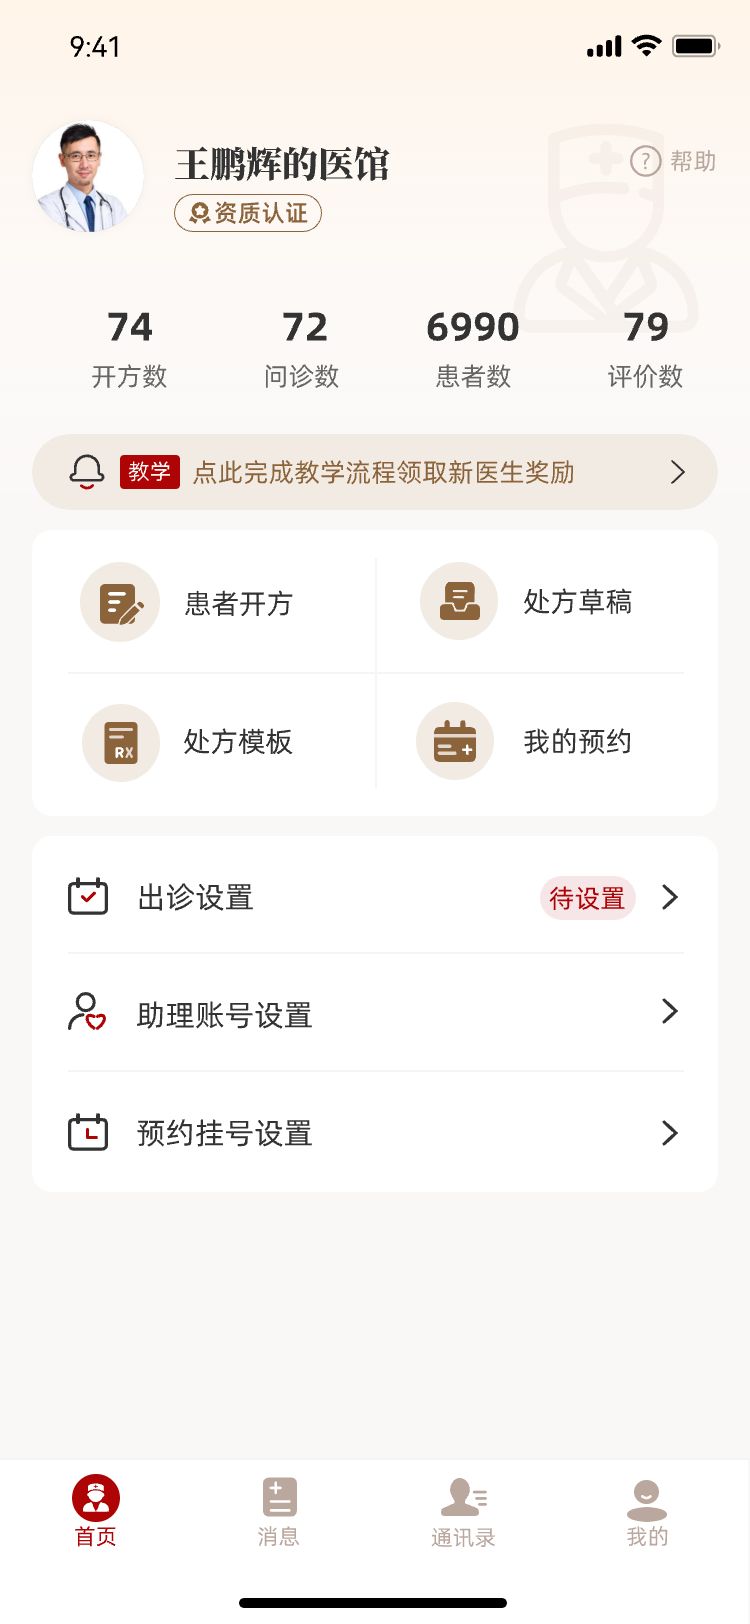 9:41
王鹏辉的医馆
? 帮助
资质认证
74 72 6990 79
开方数 问诊数 患者数 评价数
教学 点此完成教学流程领取新医生奖励
患者开方 处方草稿
RX 处方模板 我的预约
出诊设置 待设置
助理账号设置
预约挂号设置
首页 消息 通讯录 我的